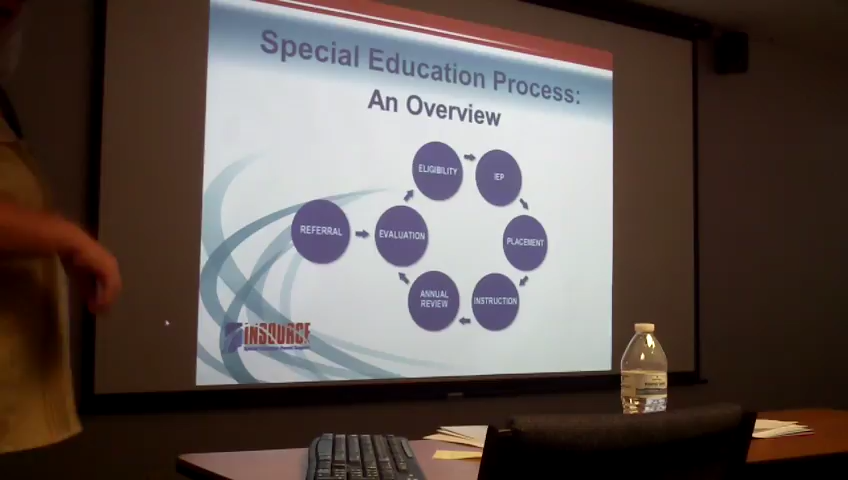 Special Education Process:
An Overview
REFERRAL
EVALUATION
ELIGIBILITY
IEP
PLACEMENT
INSTRUCTION
ANNUAL
REVIEW
INSOURCE